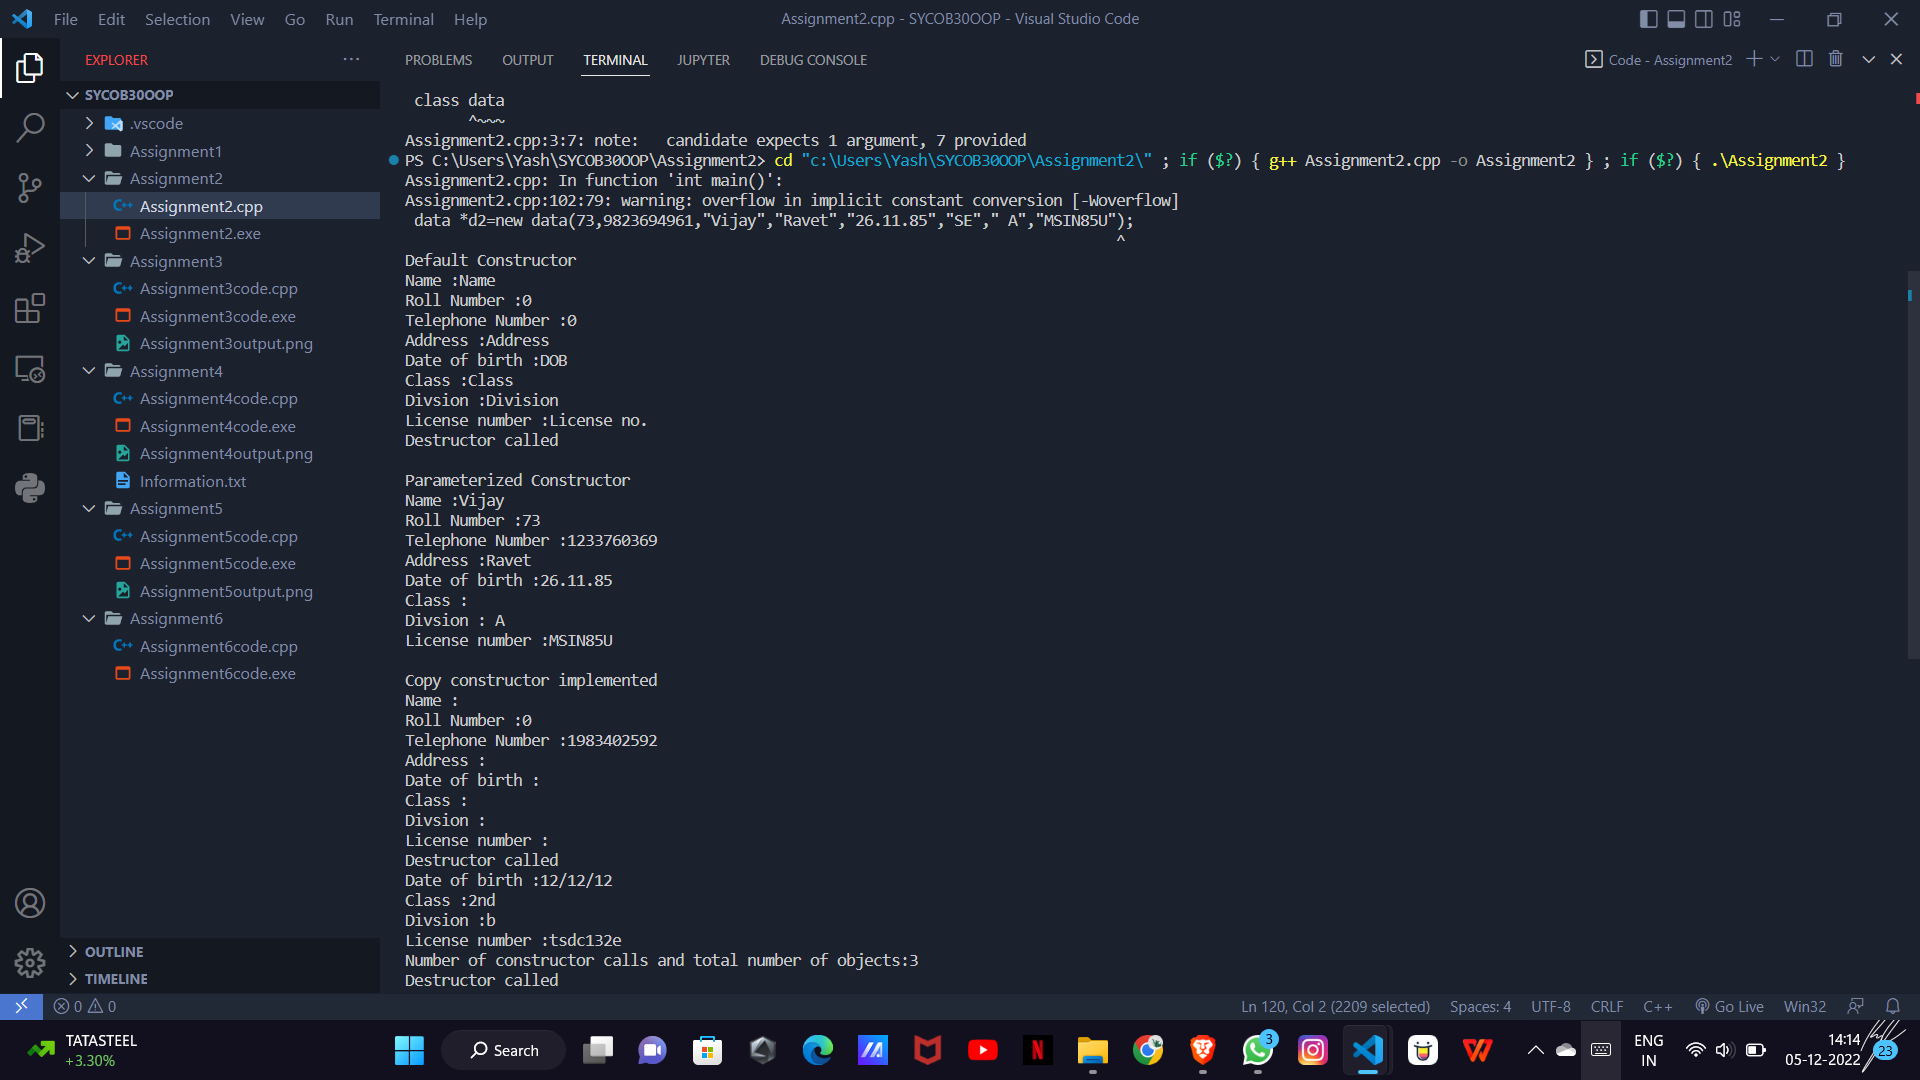 File Edit Selection View Go Run Terminal Help
Assignment2.cpp - SYCOB30OOP - Visual Studio Code
EXPLORER
PROBLEMS OUTPUT TERMINAL JUPYTER DEBUG CONSOLE
Code - Assignment2
SYCOB30OOP
.vscode
Assignment1
Assignment2
Assignment2.cpp
Assignment2.exe
Assignment3
Assignment3code.cpp
Assignment3code.exe
Assignment3output.png
Assignment4
Assignment4code.cpp
Assignment4code.exe
Assignment4output.png
Information.txt
Assignment5
Assignment5code.cpp
Assignment5code.exe
Assignment5output.png
Assignment6
Assignment6code.cpp
Assignment6code.exe
OUTLINE
TIMELINE
class data
^~~~
Assignment2.cpp:3:7: note:   candidate expects 1 argument, 7 provided
PS C:\Users\Yash\SYCOB30OOP\Assignment2> cd "c:\Users\Yash\SYCOB30OOP\Assignment2\" ; if ($?) { g++ Assignment2.cpp -o Assignment2 } ; if ($?) { .\Assignment2 }
Assignment2.cpp: In function 'int main()':
Assignment2.cpp:102:79: warning: overflow in implicit constant conversion [-Woverflow]
data *d2=new data(73,9823694961,"Vijay","Ravet","26.11.85","SE"," A","MSIN85U");
^
Default Constructor
Name :Name
Roll Number :0
Telephone Number :0
Address :Address
Date of birth :DOB
Class :Class
Divsion :Division
License number :License no.
Destructor called
Parameterized Constructor
Name :Vijay
Roll Number :73
Telephone Number :1233760369
Address :Ravet
Date of birth :26.11.85
Class :
Divsion : A
License number :MSIN85U
Copy constructor implemented
Name :
Roll Number :0
Telephone Number :1983402592
Address :
Date of birth :
Class :
Divsion :
License number :
Destructor called
Date of birth :12/12/12
Class :2nd
Divsion :b
License number :tsdc132e
Number of constructor calls and total number of objects:3
Destructor called
0 0
Ln 120, Col 2 (2209 selected) Spaces: 4 UTF-8 CRLF C++ Go Live Win32
TATASTEEL
+3.30%
Search
3
ENG
IN
14:14
05-12-2022
23